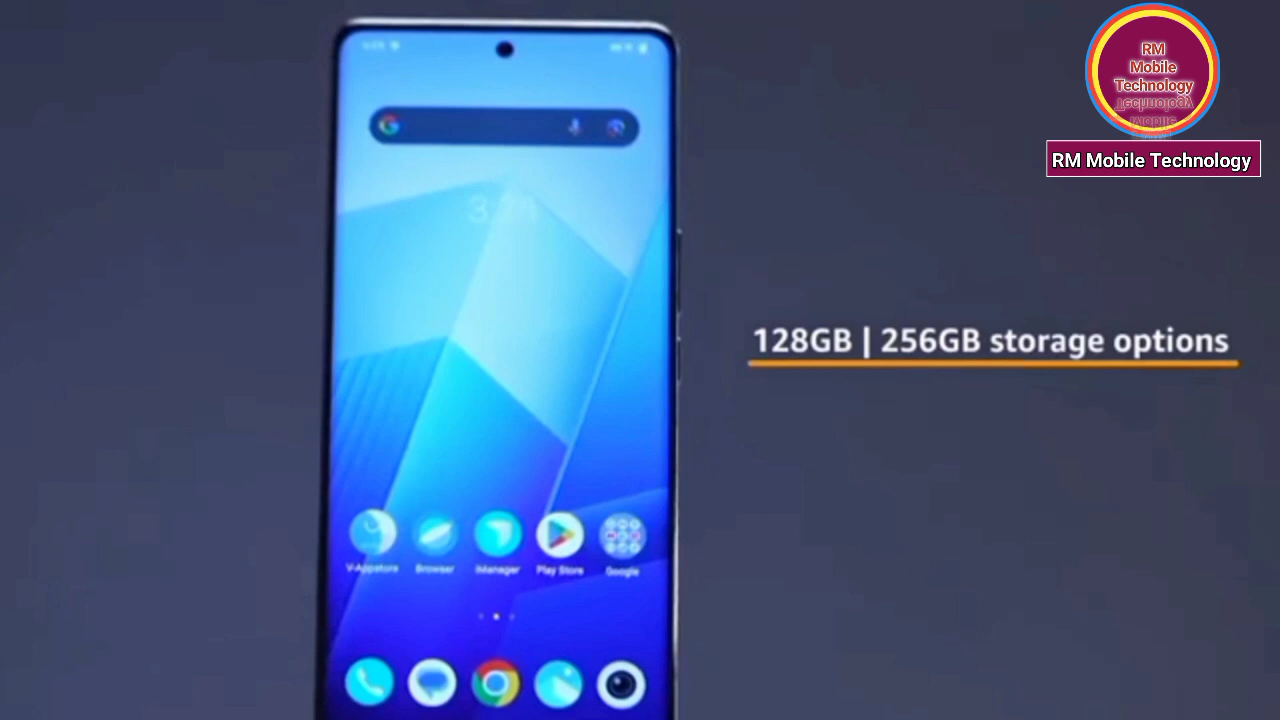 RM
Mobile
Technology
RM Mobile Technology
128GB | 256GB storage options
V-Appstore
Browser
iManager
Play Store
Google